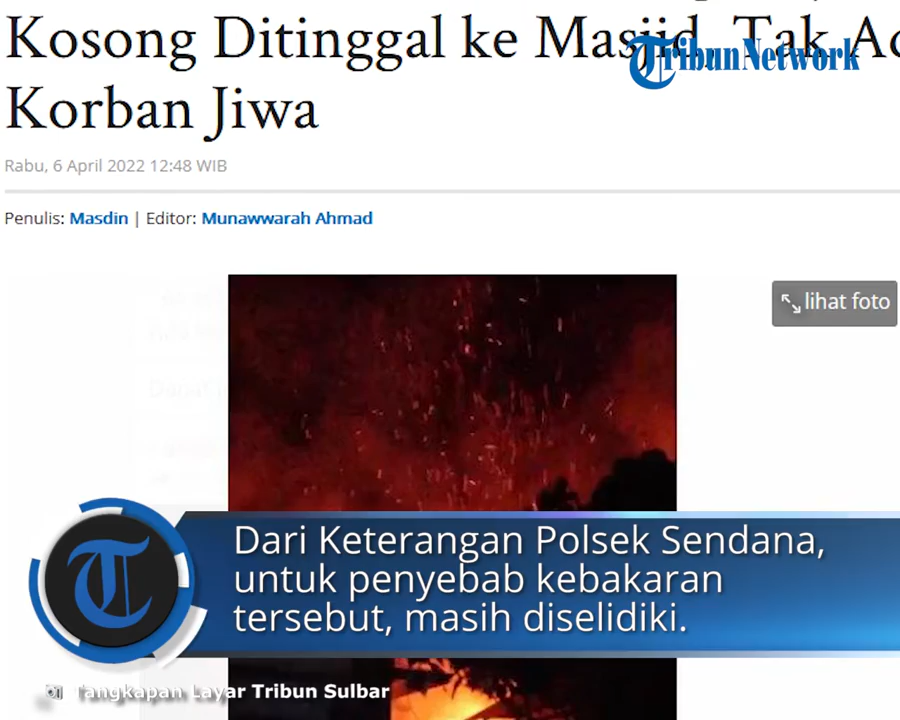 Kosong Ditinggal ke Masjid, Tak
Korban Jiwa
TribunNetwork
Rabu, 6 April 2022 12:48 WIB
Penulis: Masdin | Editor: Munawwarah Ahmad
lihat foto
Dari Keterangan Polsek Sendana,
untuk penyebab kebakaran
tersebut, masih diselidiki.
Tangkapan Layar Tribun Sulbar